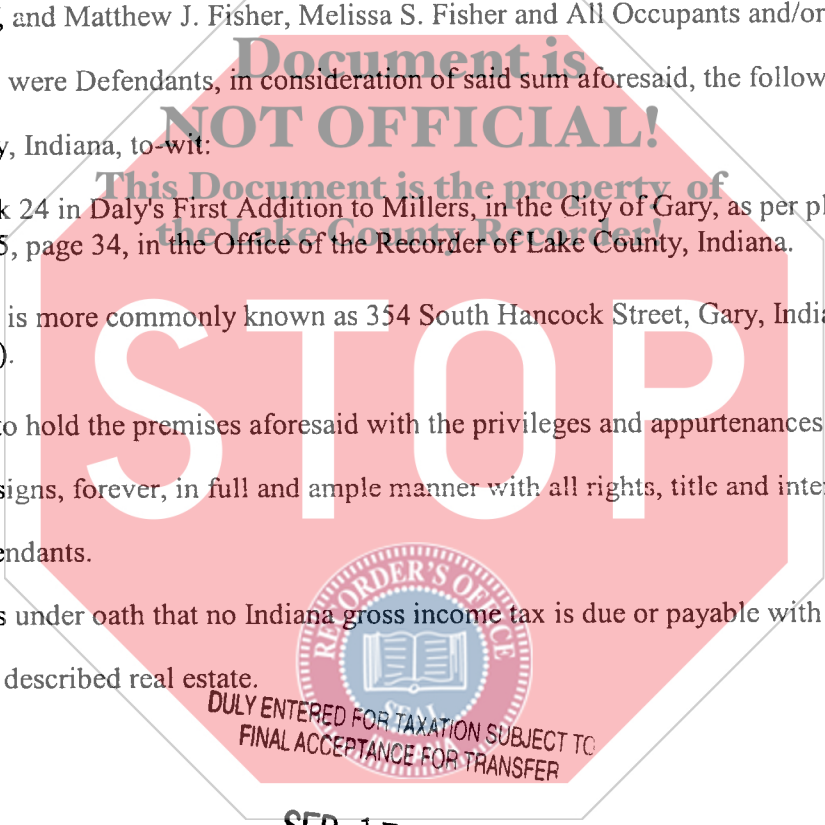 , and Matthew J. Fisher, Melissa S. Fisher and All Occupants and/or
Document is
were Defendants, in consideration of said sum aforesaid, the follow
NOT OFFICIAL!
y, Indiana, to-wit:
This Document is the property of
k 24 in Daly's First Addition to Millers, in the City of Gary, as per pl
the Lake County Recorder!
5, page 34, in the Office of the Recorder of Lake County, Indiana.
is more commonly known as 354 South Hancock Street, Gary, India
).
STOP
to hold the premises aforesaid with the privileges and appurtenances
signs, forever, in full and ample manner with all rights, title and inte
endants.
RECORDER'S OFFICE
s under oath that no Indiana gross income tax is due or payable with
described real estate.
SEAL
INDIANA
DULY ENTERED FOR TAXATION SUBJECT TO
FINAL ACCEPTANCE FOR TRANSFER